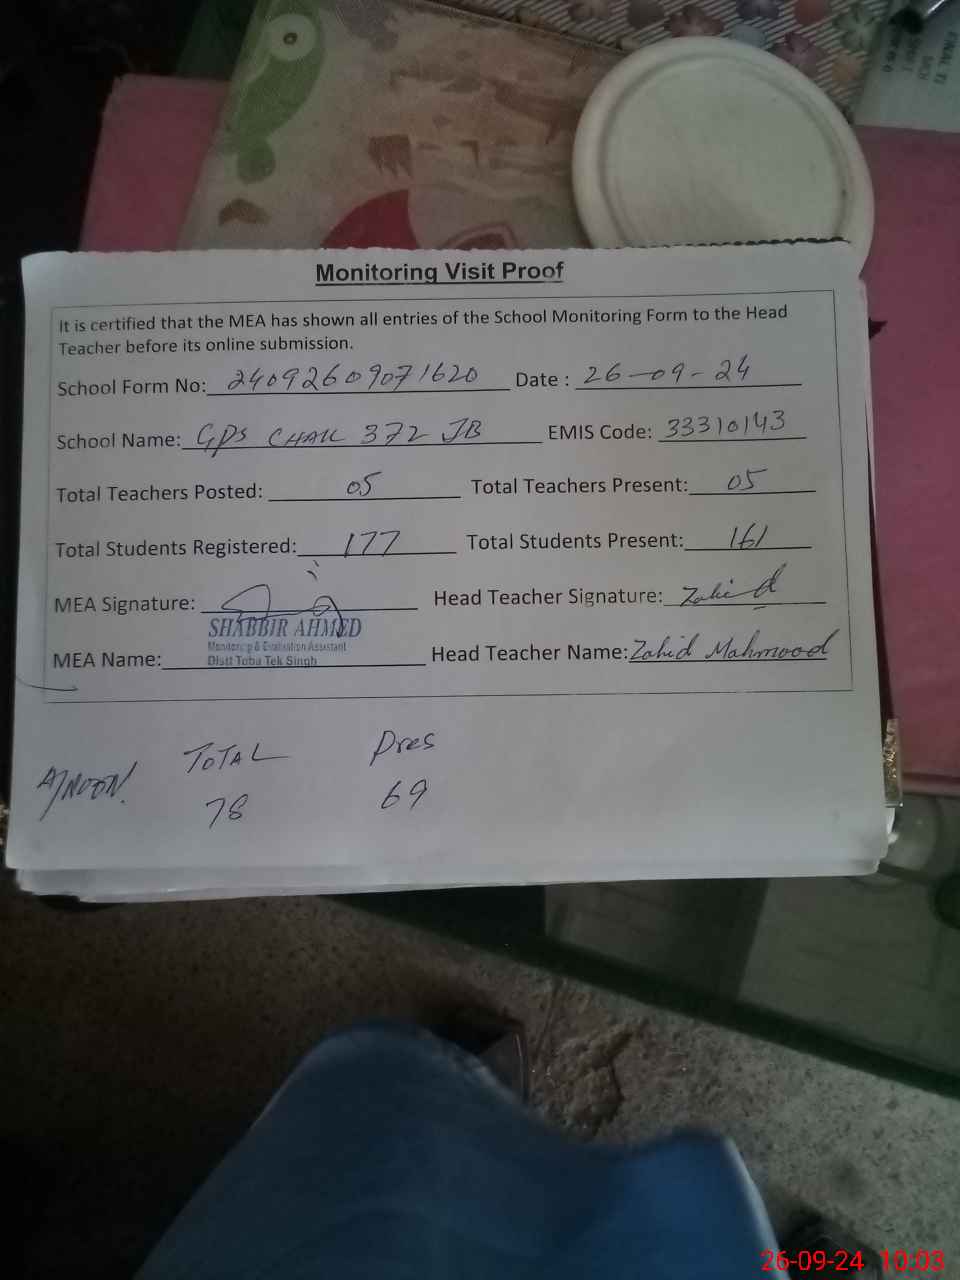 FINAL TE
Monitoring Visit Proof
It is certified that the MEA has shown all entries of the School Monitoring Form to the Head
Teacher before its online submission.
School Form No: 24092609071620 Date : 26-09-24
School Name: GPS CHAK 372 JB EMIS Code: 33310143
Total Teachers Posted: 05 Total Teachers Present: 05
Total Students Registered: 177 Total Students Present: 161
MEA Signature: Head Teacher Signature: Zahid
SHABBIR AHMED
Monitoring & Evaluation Assistant
MEA Name: Distt Toba Tek Singh Head Teacher Name: Zahid Mahmood
A/NOON. TOTAL Pres
78 69
26-09-24 10:03